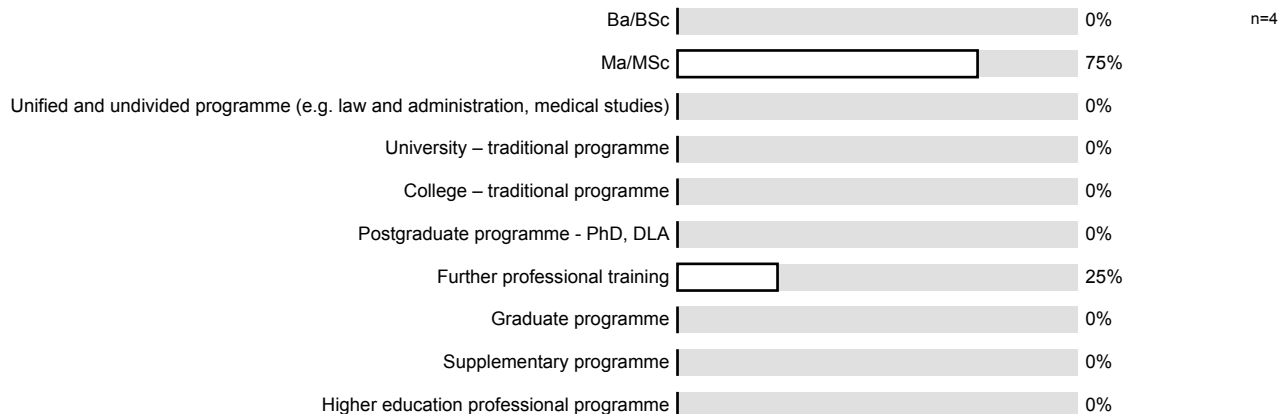 Ba/BSc 0% n=4
Ma/MSc 75%
Unified and undivided programme (e.g. law and administration, medical studies) 0%
University – traditional programme 0%
College – traditional programme 0%
Postgraduate programme - PhD, DLA 0%
Further professional training 25%
Graduate programme 0%
Supplementary programme 0%
Higher education professional programme 0%